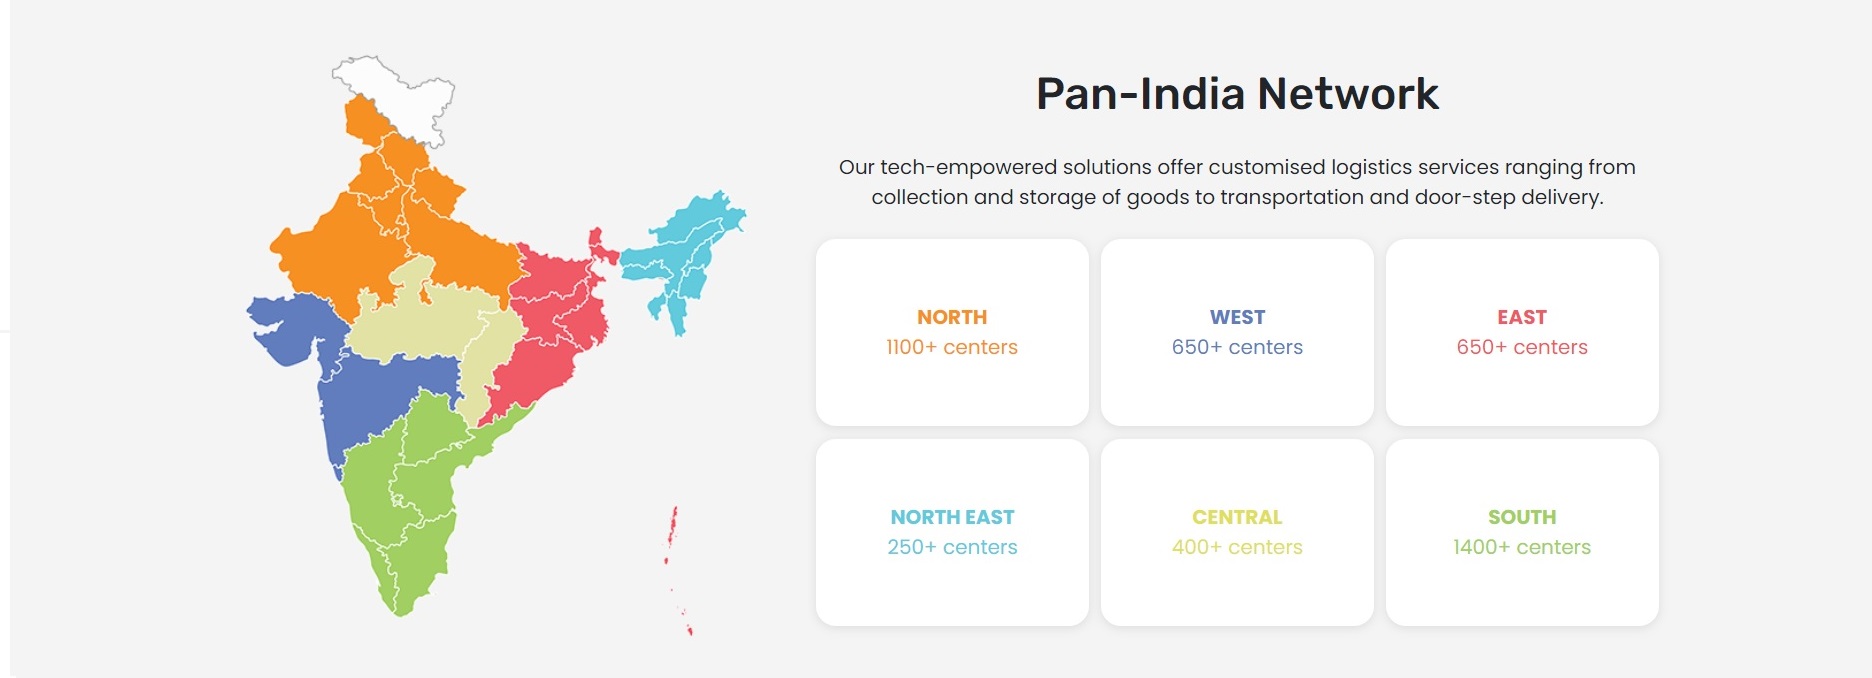 Pan-India Network
Our tech-empowered solutions offer customised logistics services ranging from
collection and storage of goods to transportation and door-step delivery.
NORTH
1100+ centers
WEST
650+ centers
EAST
650+ centers
NORTH EAST
250+ centers
CENTRAL
400+ centers
SOUTH
1400+ centers